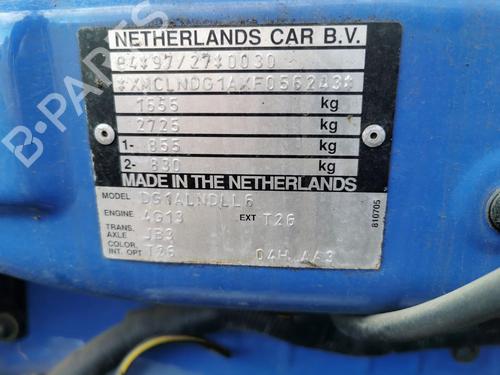 B-PARTS
NETHERLANDS CAR B.V.
e4*97/27*0030
*XMCLNDG1AXF056243*
1555 kg
2725 kg
1- 855 kg
2- 830 kg
MADE IN THE NETHERLANDS
MODEL DG1ALNDLL6
ENGINE 4G13 EXT T26
TRANS. AXLE JB3
COLOR. INT. OPT T26 04H
810705